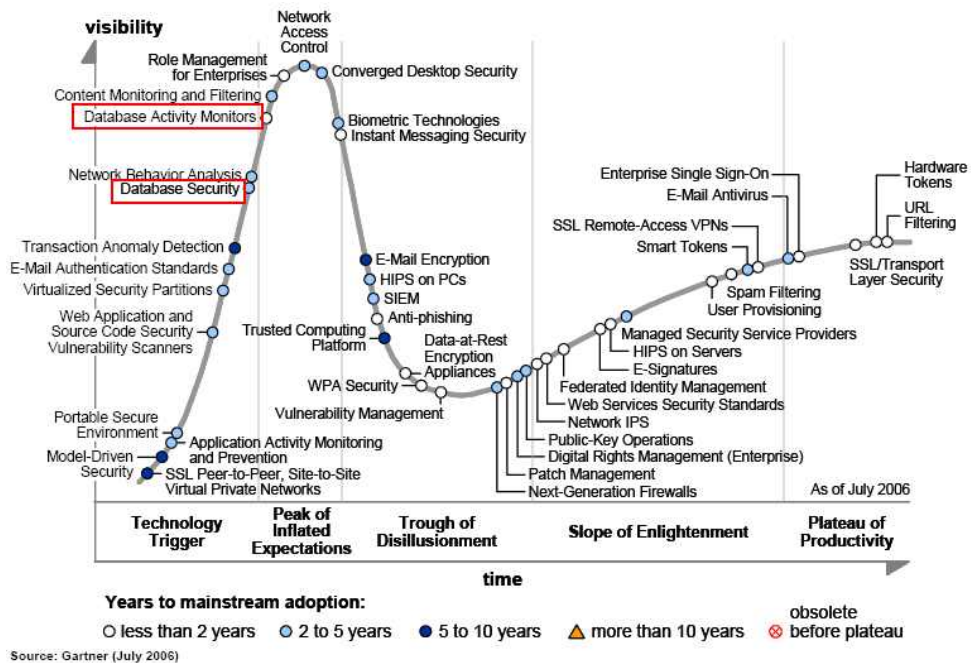 visibility
Network
Access
Control
Role Management
for Enterprises
Converged Desktop Security
Content Monitoring and Filtering
Database Activity Monitors
Biometric Technologies
Instant Messaging Security
Network Behavior Analysis
Database Security
Transaction Anomaly Detection
E-Mail Authentication Standards
Virtualized Security Partitions
Web Application and
Source Code Security
Vulnerability Scanners
Portable Secure
Environment
Application Activity Monitoring
and Prevention
Model-Driven
Security
SSL Peer-to-Peer, Site-to-Site
Virtual Private Networks
E-Mail Encryption
HIPS on PCs
SIEM
Anti-phishing
Trusted Computing
Platform
Data-at-Rest
Encryption
Appliances
WPA Security
Vulnerability Management
Enterprise Single Sign-On
E-Mail Antivirus
SSL Remote-Access VPNs
Smart Tokens
Hardware
Tokens
URL
Filtering
SSL/Transport
Layer Security
Spam Filtering
User Provisioning
Managed Security Service Providers
HIPS on Servers
E-Signatures
Federated Identity Management
Web Services Security Standards
Network IPS
Public-Key Operations
Digital Rights Management (Enterprise)
Patch Management
Next-Generation Firewalls
As of July 2006
Technology
Trigger
Peak of
Inflated
Expectations
Trough of
Disillusionment
Slope of Enlightenment
Plateau of
Productivity
time
Years to mainstream adoption:
less than 2 years
2 to 5 years
5 to 10 years
more than 10 years
obsolete
before plateau
Source: Gartner (July 2006)